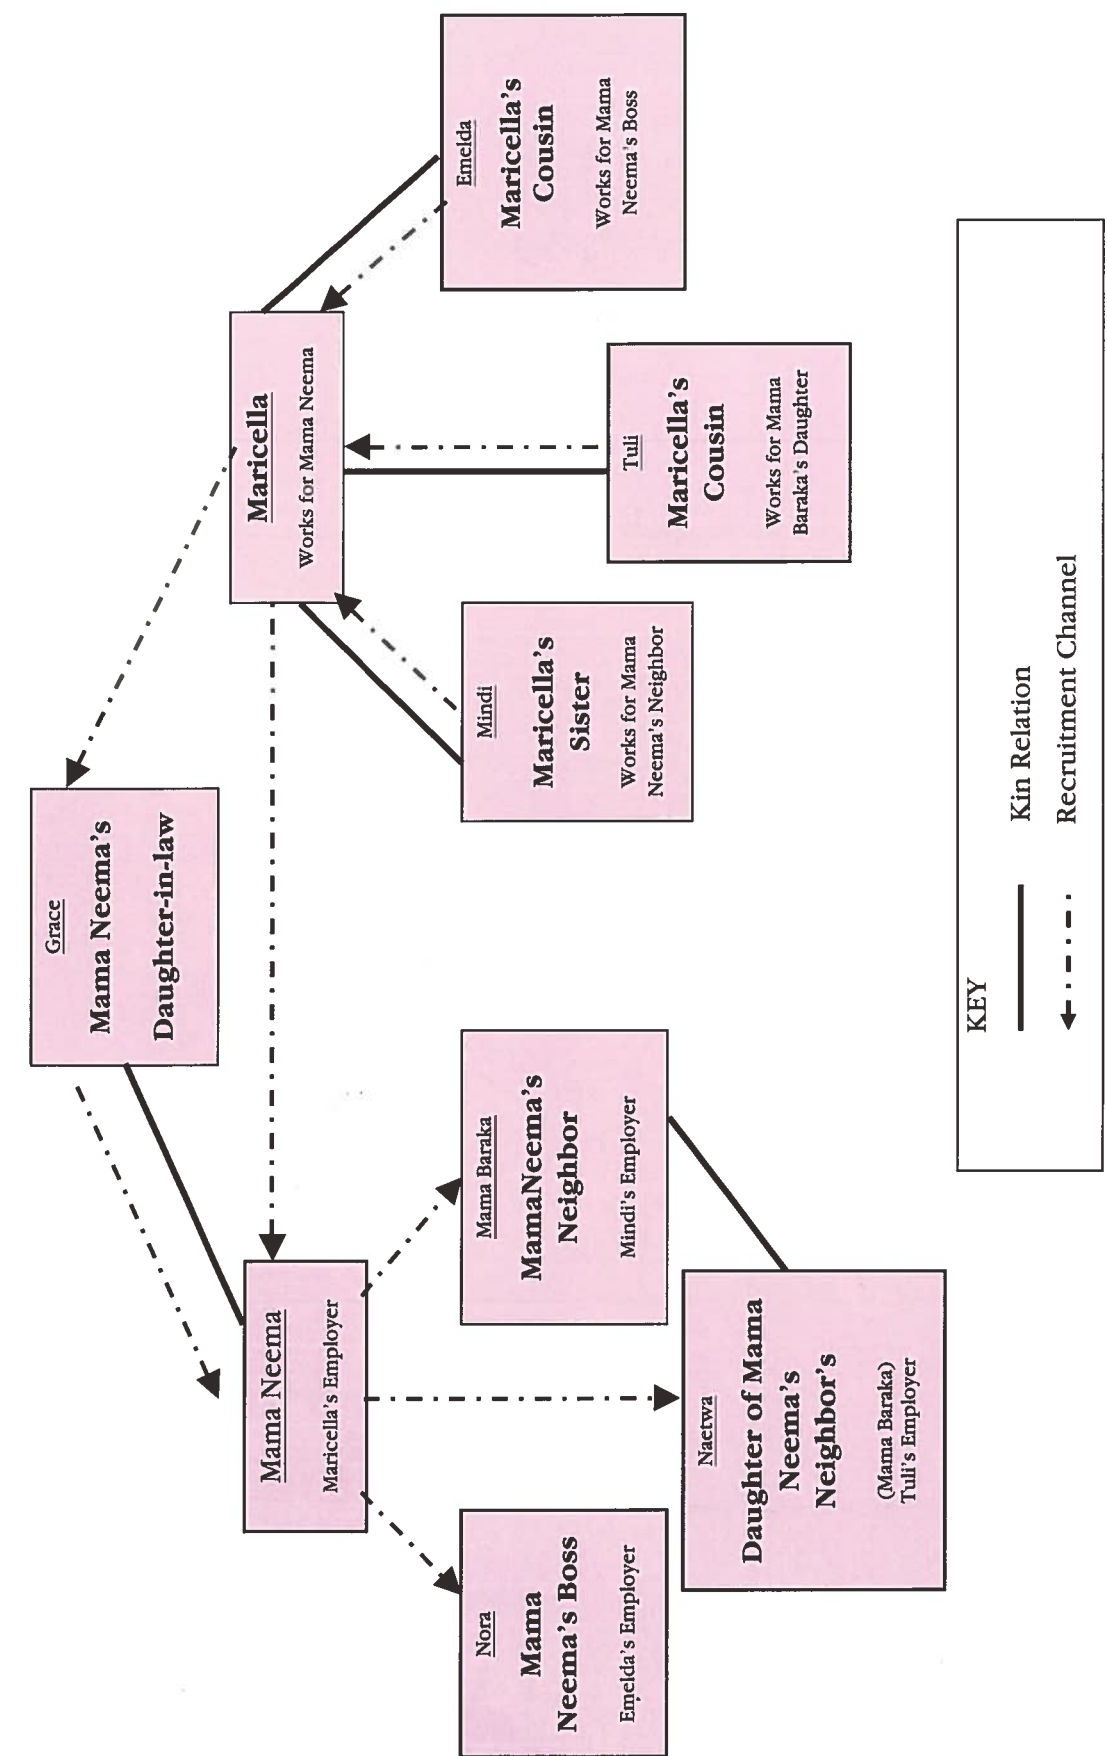 Grace
Mama Neema's
Daughter-in-law
Mama Neema
Maricella's Employer
Maricella
Works for Mama Neema
Nora
Mama
Neema's Boss
Emelda's Employer
Naetwa
Daughter of Mama
Neema's
Neighbor's
(Mama Baraka)
Tuli's Employer
Mama Baraka
MamaNeema's
Neighbor
Mindi's Employer
Mindi
Maricella's
Sister
Works for Mama
Neema's Neighbor
Tuli
Maricella's
Cousin
Works for Mama
Baraka's Daughter
Emelda
Maricella's
Cousin
Works for Mama
Neema's Boss
KEY
Kin Relation
Recruitment Channel